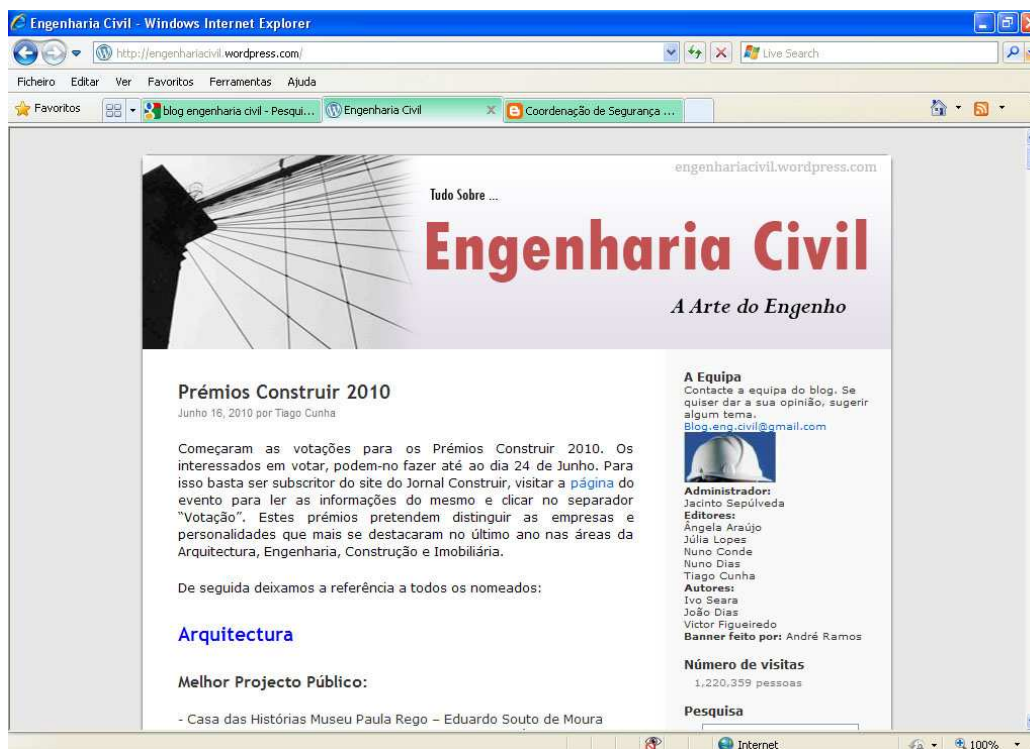 Engenharia Civil - Windows Internet Explorer
http://engenhariacivil.wordpress.com/
Live Search
Ficheiro Editar Ver Favoritos Ferramentas Ajuda
Favoritos
blog engenharia civil - Pesqui...
Engenharia Civil
Coordenação de Segurança ...
engenhariacivil.wordpress.com
Tudo Sobre ...
Engenharia Civil
A Arte do Engenho
Prémios Construir 2010
Junho 16, 2010 por Tiago Cunha
Começaram as votações para os Prémios Construir 2010. Os
interessados em votar, podem-no fazer até ao dia 24 de Junho. Para
isso basta ser subscritor do site do Jornal Construir, visitar a página do
evento para ler as informações do mesmo e clicar no separador
"Votação". Estes prémios pretendem distinguir as empresas e
personalidades que mais se destacaram no último ano nas áreas da
Arquitectura, Engenharia, Construção e Imobiliária.
De seguida deixamos a referência a todos os nomeados:
Arquitectura
Melhor Projecto Público:
- Casa das Histórias Museu Paula Rego – Eduardo Souto de Moura
A Equipa
Contacte a equipa do blog. Se
quiser dar a sua opinião, sugerir
algum tema.
Blog.eng.civil@gmail.com
Administrador:
Jacinto Sepúlveda
Editores:
Ângela Araújo
Júlia Lopes
Nuno Conde
Nuno Dias
Tiago Cunha
Autores:
Ivo Seara
João Dias
Victor Figueiredo
Banner feito por: André Ramos
Número de visitas
1,220,359 pessoas
Pesquisa
Internet
100%